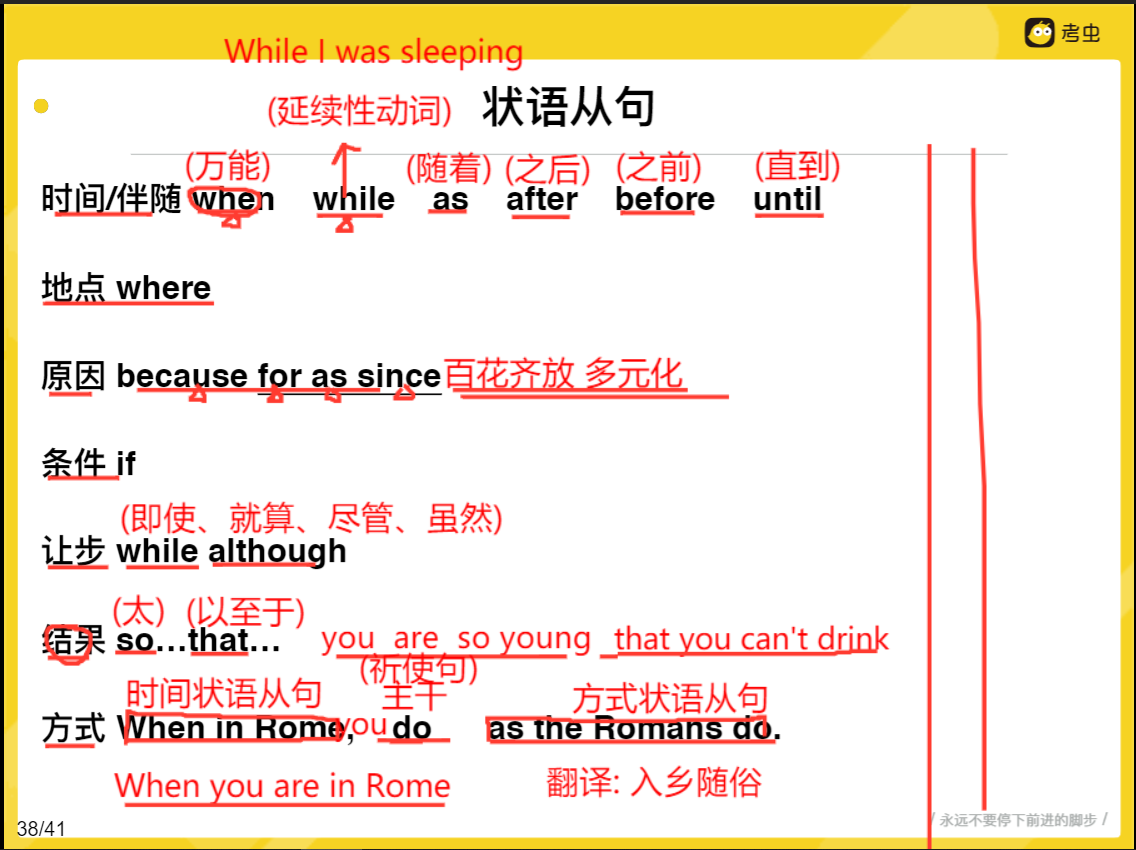 考虫
While I was sleeping
(延续性动词) 状语从句
(万能) (随着) (之后) (之前) (直到)
时间/伴随 when while as after before until
地点 where
原因 because for as since 百花齐放 多元化
条件 if
(即使、就算、尽管、虽然)
让步 while although
(太) (以至于)
结果 so…that… you are so young that you can't drink
(祈使句)
时间状语从句 主干 方式状语从句
方式 When in Rome, you do as the Romans do.
When you are in Rome 翻译: 入乡随俗
/ 永远不要停下前进的脚步 /
38/41